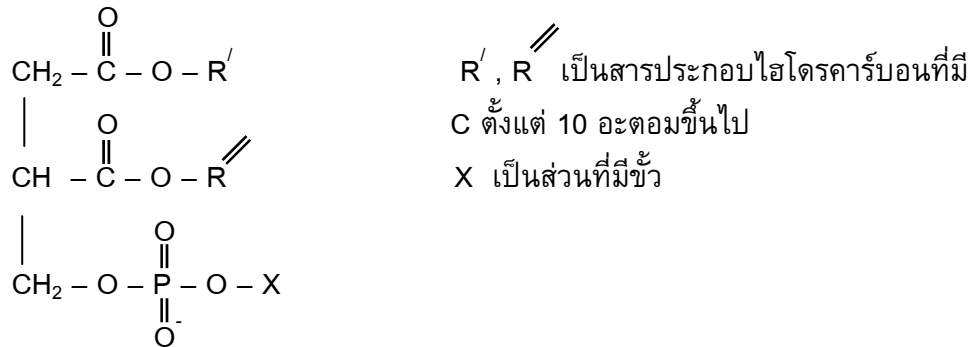 O
CH₂ – C – O – R′    R′ , R″ เป็นสารประกอบไฮโดรคาร์บอนที่มี
O    C ตั้งแต่ 10 อะตอมขึ้นไป
CH – C – O – R″    X เป็นส่วนที่มีขั้ว
O
CH₂ – O – P – O – X
O⁻